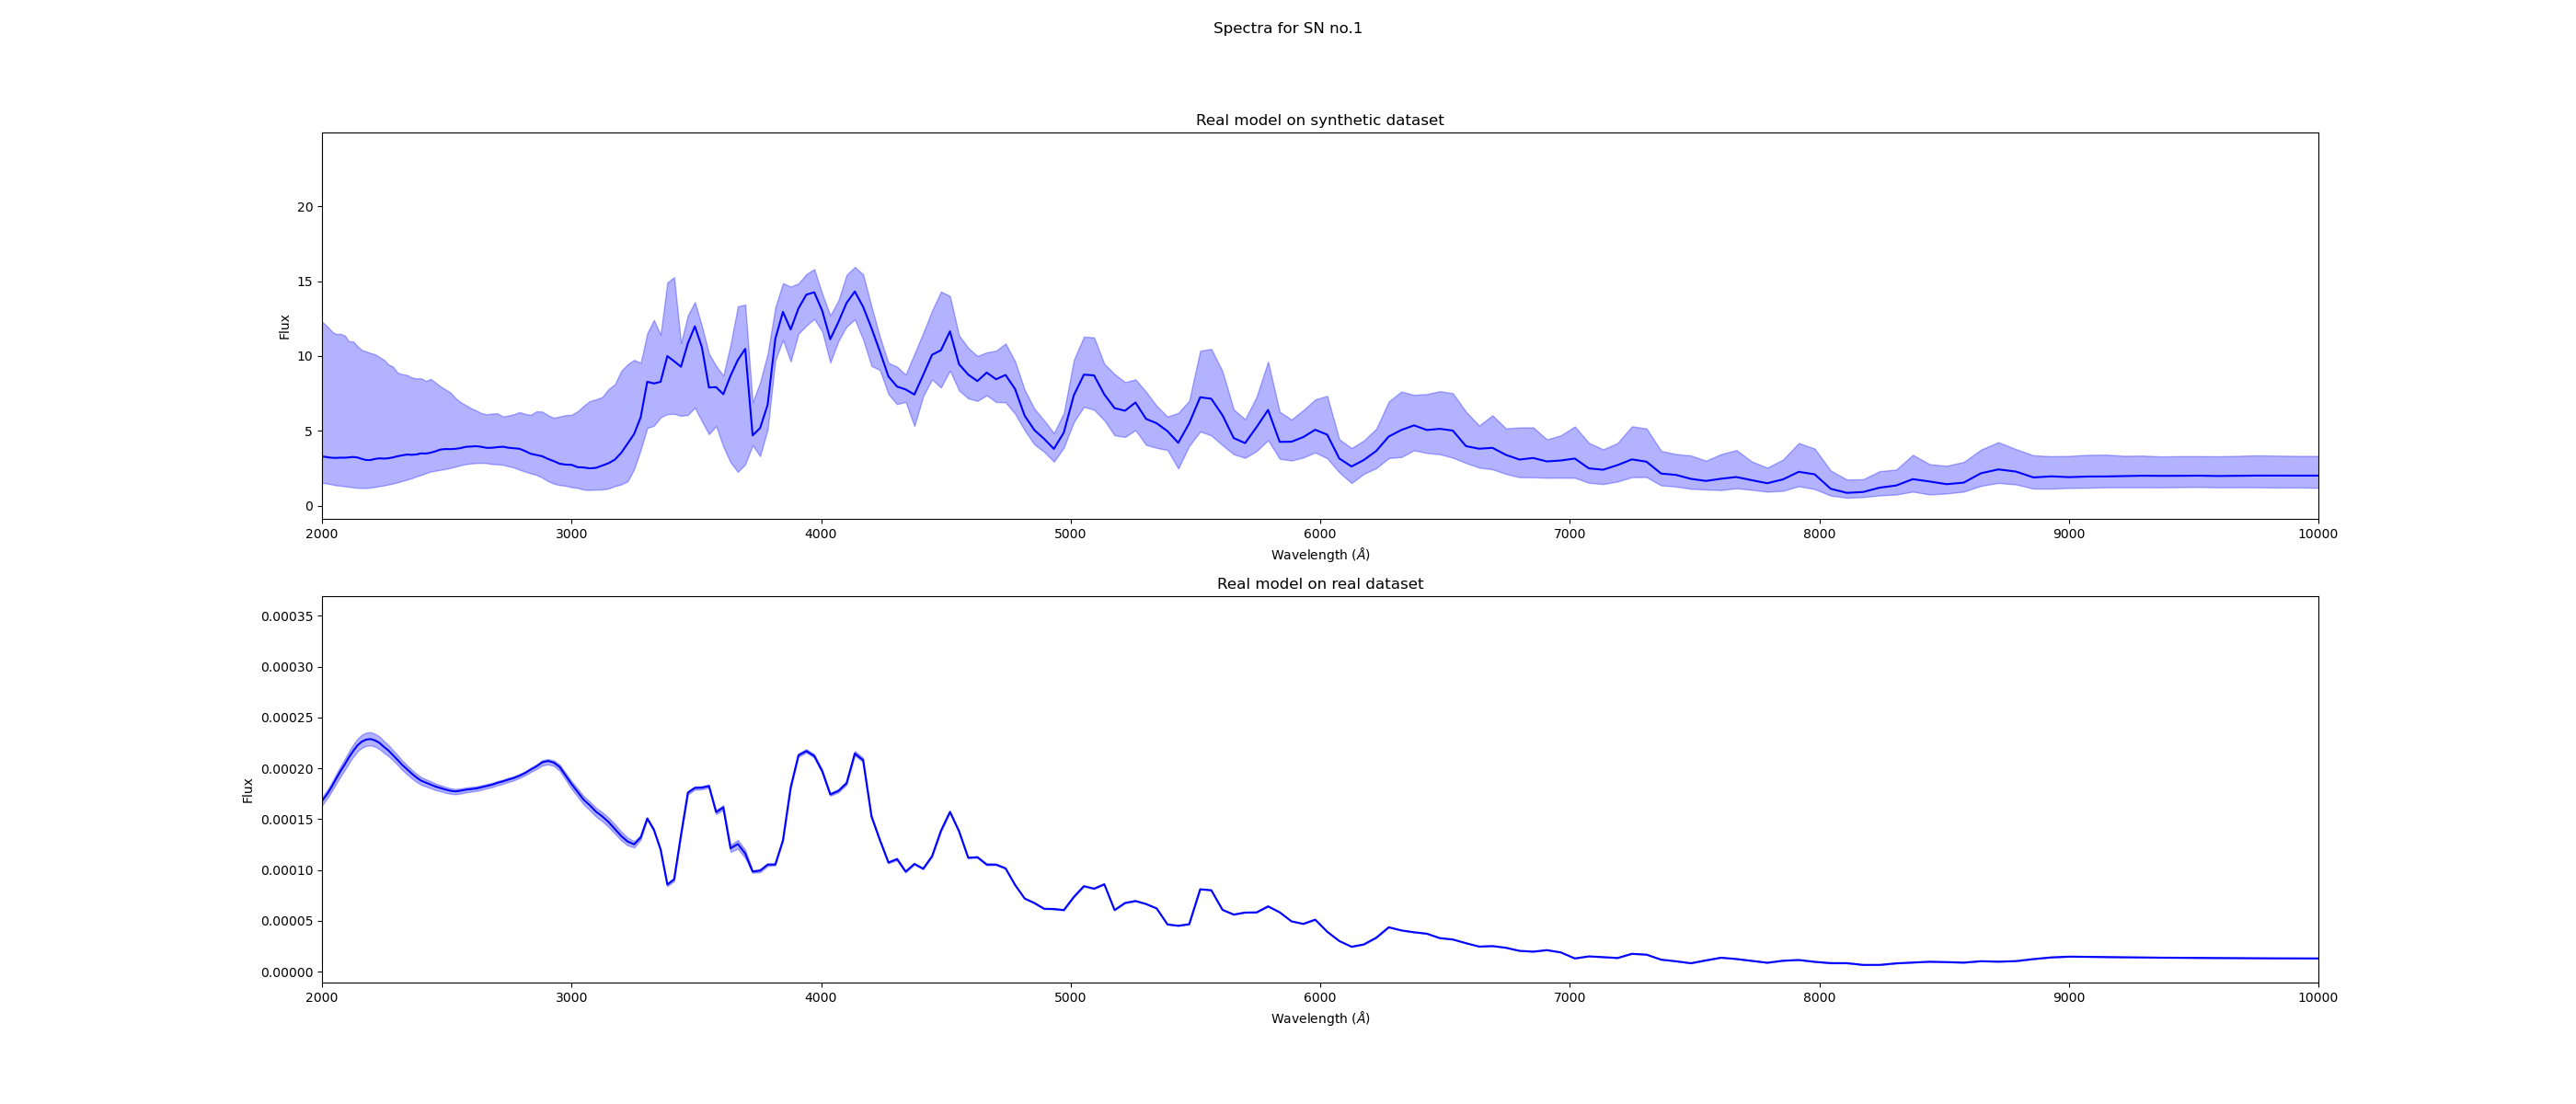 Spectra for SN no.1
Real model on synthetic dataset
20
15
10
5
0
Flux
2000 3000 4000 5000 6000 7000 8000 9000 10000
Wavelength (Å)
Real model on real dataset
0.00035
0.00030
0.00025
0.00020
0.00015
0.00010
0.00005
0.00000
Flux
2000 3000 4000 5000 6000 7000 8000 9000 10000
Wavelength (Å)